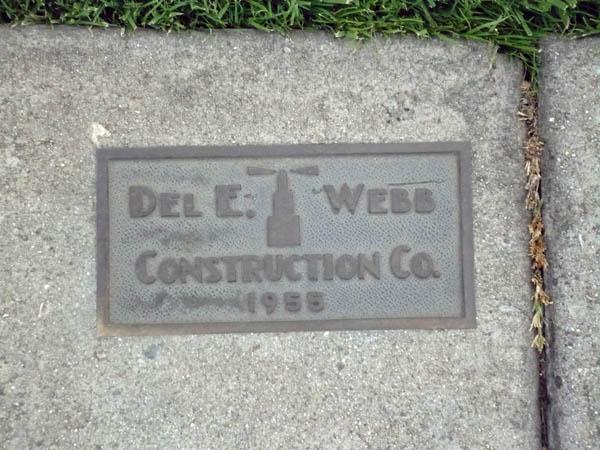 DEL E. WEBB
CONSTRUCTION CO.
1955